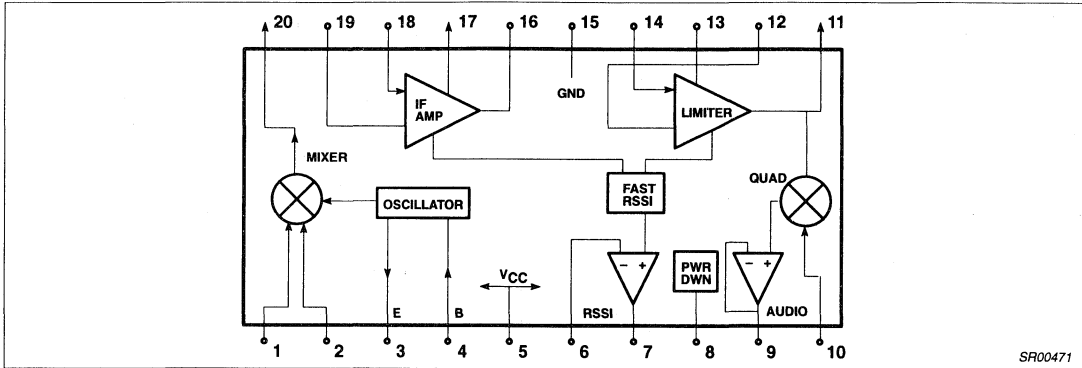 20 19 18 17 16 15 14 13 12 11
IF
AMP
GND
LIMITER
MIXER
FAST
RSSI
QUAD
OSCILLATOR
VCC
PWR
DWN
– +
– +
E B
RSSI
AUDIO
1 2 3 4 5 6 7 8 9 10
SR00471